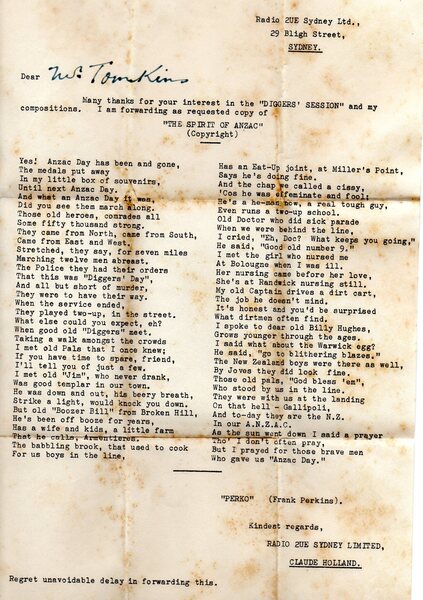 Radio 2UE Sydney Ltd.,
29 Bligh Street,
SYDNEY.
Dear Mr Tomkins
Many thanks for your interest in the "DIGGERS' SESSION" and my
compositions. I am forwarding as requested copy of
"THE SPIRIT OF ANZAC"
(Copyright)
Yes! Anzac Day has been and gone,
The medals put away
In my little box of souvenirs,
Until next Anzac Day.
And what an Anzac Day it was,
Did you see them march along.
Those old heroes, comrades all
Some fifty thousand strong.
They came from North, came from South,
Came from East and West,
Stretched, they say, for seven miles
Marching twelve men abreast.
The Police they had their orders
That this was "Diggers' Day",
And all but short of murder,
They were to have their way.
When the service ended,
They played two-up, in the street.
What else could you expect, eh?
When good old "Diggers" meet.
Taking a walk amongst the crowds
I met old Pals that I once knew;
If you have time to spare, friend,
I'll tell you of just a few.
I met old "Jim", who never drank,
Was good templar in our town.
He was down and out, his beery breath,
Strike a light, would knock you down.
But old "Boozer Bill" from Broken Hill,
He's been off booze for years,
Has a wife and kids, a little farm
That he calls, Armentieres.
The babbling brook, that used to cook
For us boys in the line,
Has an Eat-Up joint, at Miller's Point,
Says he's doing fine.
And the chap we called a cissy,
'Cos he was effeminate and fool;
He's a he-man now, a real tough guy,
Even runs a two-up school.
Old Doctor who did sick parade
When we were behind the line,
I cried, "Eh, Doc? What keeps you going,"
He said, "Good old number 9."
I met the girl who nursed me
At Bologne when I was ill.
Her nursing came before her love,
She's at Randwick nursing still.
My old Captain drives a dirt cart,
The job he doesn't mind,
It's honest and you'd be surprised
What dirtmen often find,
I spoke to dear old Billy Hughes,
Grows younger through the ages.
I said what about the Warwick egg?
He said, "go to blithering blazes."
The New Zealand boys were there as well,
By Joves they did look fine.
Those old pals, "God bless 'em",
Who stood by us in the line.
They were with us at the landing
On that hell - Gallipoli,
And to-day they are the N.Z.
In our A.N.Z.A.C.
As the sun went down I said a prayer
Tho' I don't often pray,
But I prayed for those brave men
Who gave us "Anzac Day."
"PERKO" (Frank Perkins).
Kindest regards,
RADIO 2UE SYDNEY LIMITED,
CLAUDE HOLLAND.
Regret unavoidable delay in forwarding this.